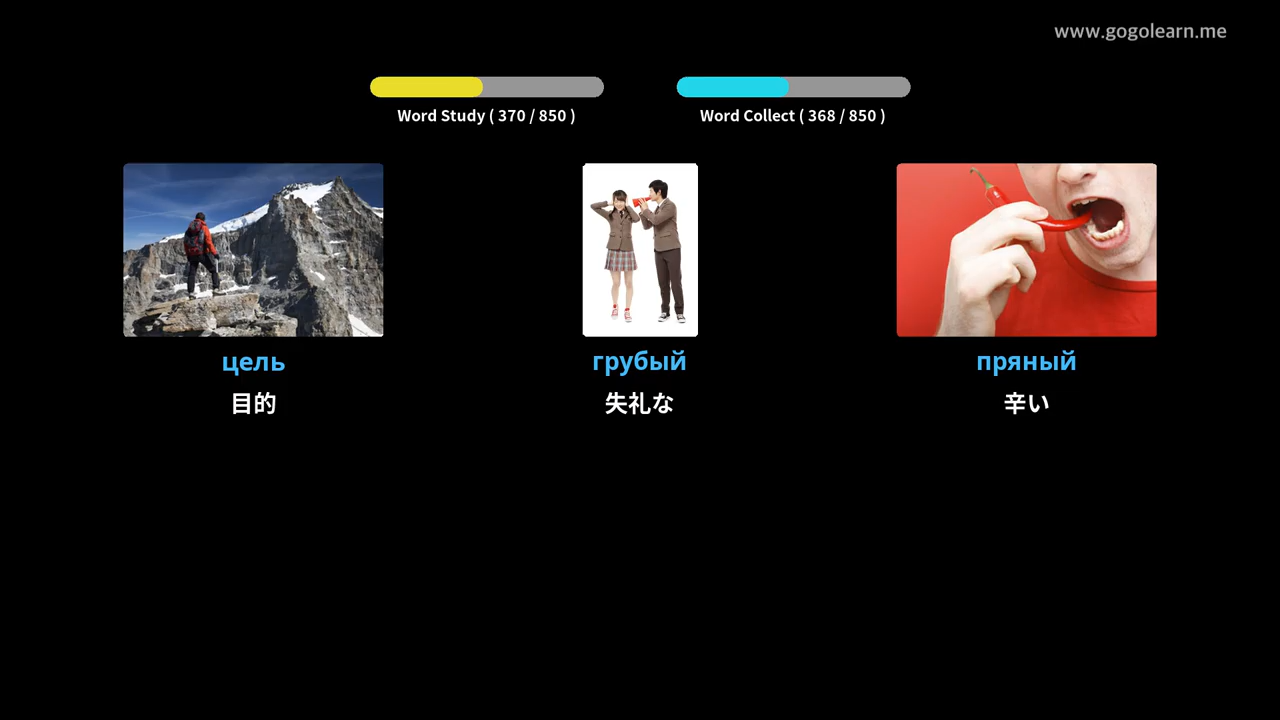 www.gogolearn.me
Word Study ( 370 / 850 )
Word Collect ( 368 / 850 )
цель
грубый
пряный
目的
失礼な
辛い